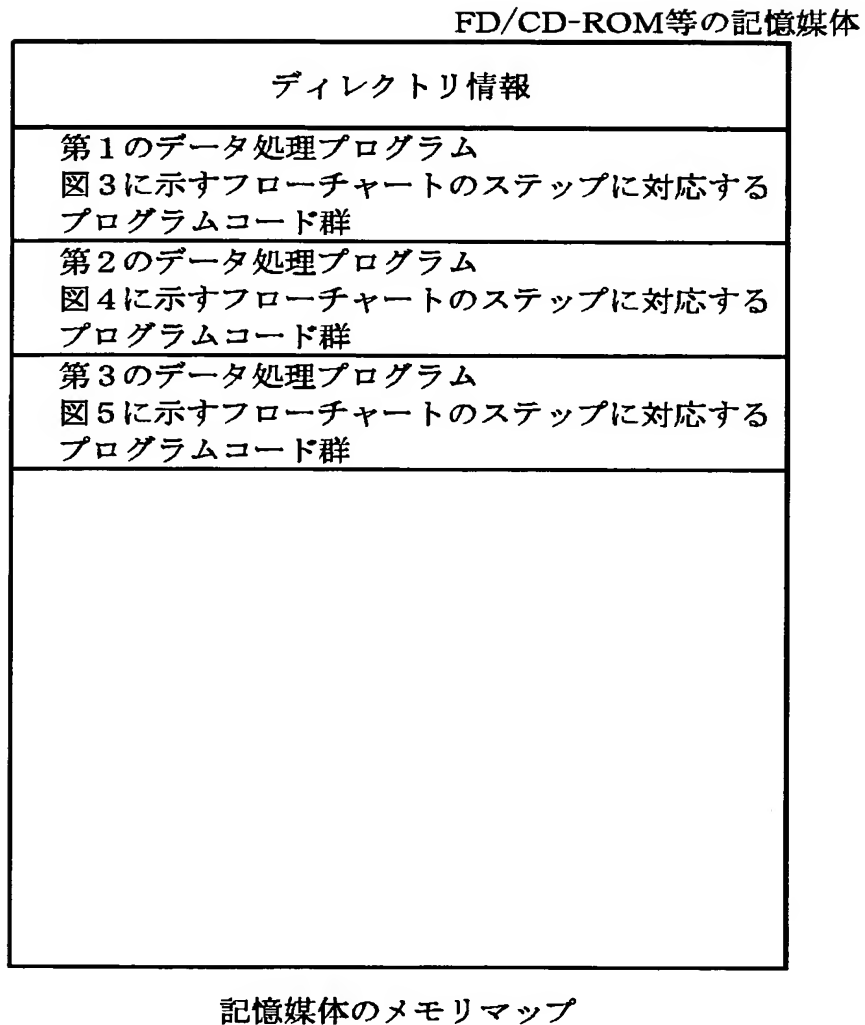 FD/CD-ROM等の記憶媒体
ディレクトリ情報
第1のデータ処理プログラム
図3に示すフローチャートのステップに対応する
プログラムコード群
第2のデータ処理プログラム
図4に示すフローチャートのステップに対応する
プログラムコード群
第3のデータ処理プログラム
図5に示すフローチャートのステップに対応する
プログラムコード群
記憶媒体のメモリマップ